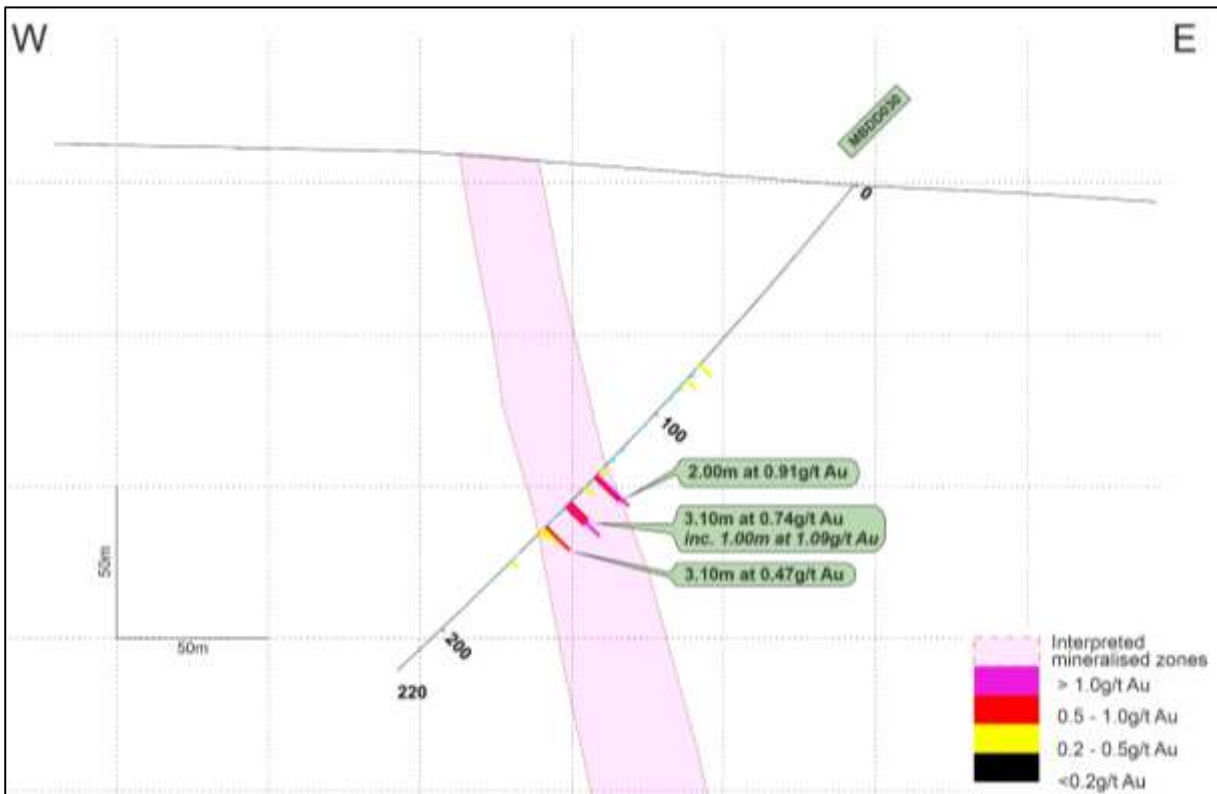 W
E
MBDD030
0
100
2.00m at 0.91g/t Au
3.10m at 0.74g/t Au
inc. 1.00m at 1.09g/t Au
3.10m at 0.47g/t Au
50m
50m
200
220
Interpreted
mineralised zones
> 1.0g/t Au
0.5 - 1.0g/t Au
0.2 - 0.5g/t Au
<0.2g/t Au